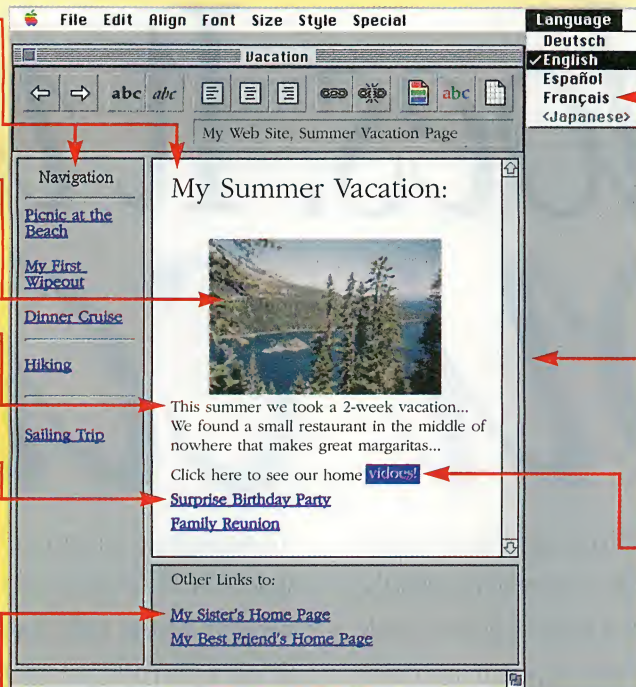 File Edit Align Font Size Style Special
Language
Deutsch
✓English
Español
Français
<Japanese>
Vacation
abc abc abc
My Web Site, Summer Vacation Page
Navigation
Picnic at the
Beach
My First
Wipeout
Dinner Cruise
Hiking
Sailing Trip
My Summer Vacation:
This summer we took a 2-week vacation...
We found a small restaurant in the middle of
nowhere that makes great margaritas...
Click here to see our home vidoes!
Surprise Birthday Party
Family Reunion
Other Links to:
My Sister's Home Page
My Best Friend's Home Page